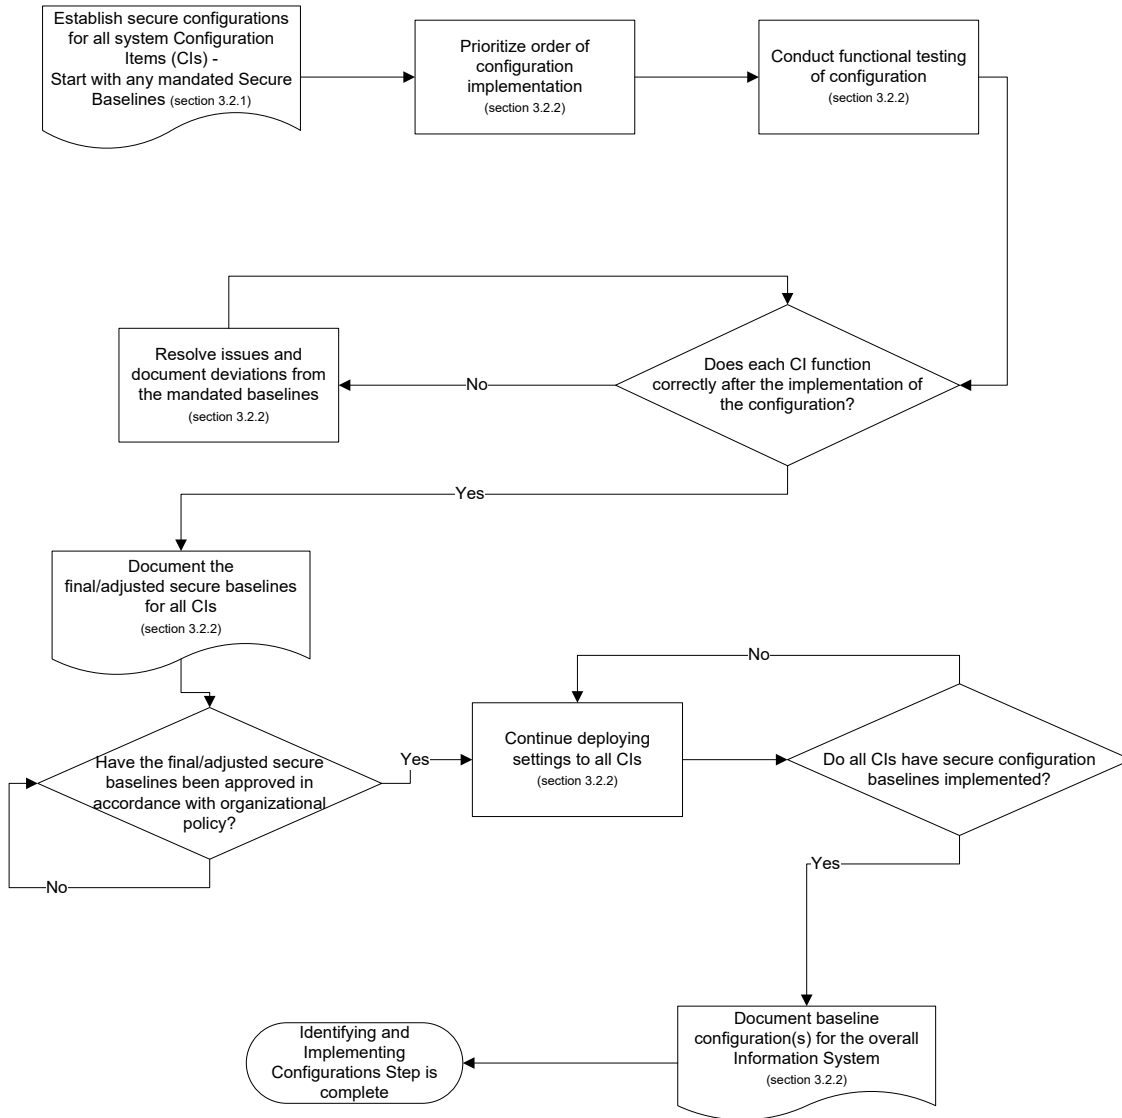 Establish secure configurations
for all system Configuration
Items (CIs) -
Start with any mandated Secure
Baselines (section 3.2.1)
Prioritize order of
configuration
implementation
(section 3.2.2)
Conduct functional testing
of configuration
(section 3.2.2)
Resolve issues and
document deviations from
the mandated baselines
(section 3.2.2)
No
Does each CI function
correctly after the implementation of
the configuration?
Yes
Document the
final/adjusted secure baselines
for all CIs
(section 3.2.2)
Have the final/adjusted secure
baselines been approved in
accordance with organizational
policy?
No
Yes
Continue deploying
settings to all CIs
(section 3.2.2)
No
Do all CIs have secure configuration
baselines implemented?
Yes
Document baseline
configuration(s) for the overall
Information System
(section 3.2.2)
Identifying and
Implementing
Configurations Step is
complete